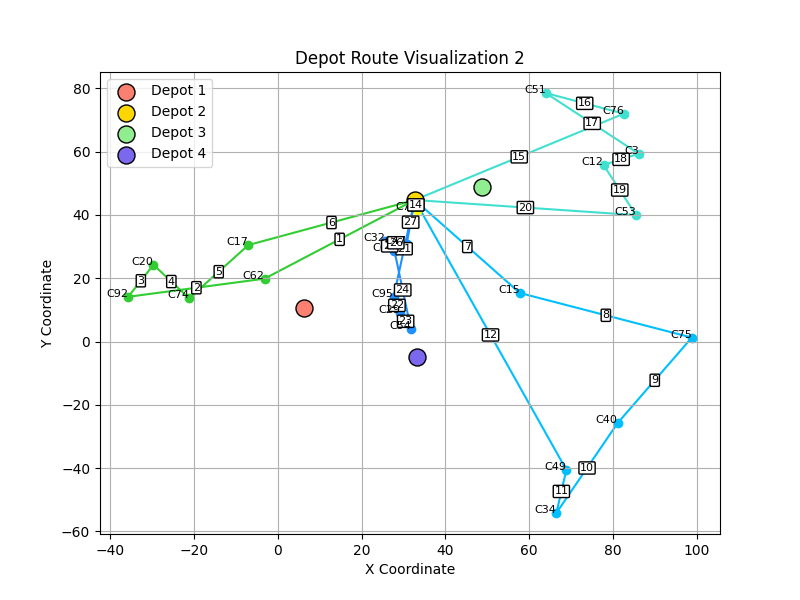 Depot Route Visualization 2
Depot 1
Depot 2
Depot 3
Depot 4
80
60
40
20
0
−20
−40
−60
−40
−20
0
20
40
60
80
100
X Coordinate
Y Coordinate
C51
16
C76
17
15
C3
18
C12
19
20
C53
14
27
6
C17
1
C32
C20
5
3
4
C62
2
C92
C74
7
C15
24
C95
22
23
8
12
C75
9
C40
10
C49
11
C34